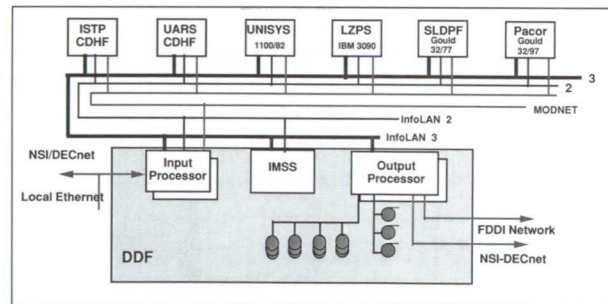 ISTP
CDHF
UARS
CDHF
UNISYS
1100/82
LZPS
IBM 3090
SLDPF
Gould
32/77
Pacor
Gould
32/97
3
2
MODNET
InfoLAN 2
InfoLAN 3
NSI/DECnet
Local Ethernet
Input
Processor
IMSS
Output
Processor
DDF
FDDI Network
NSI-DECnet